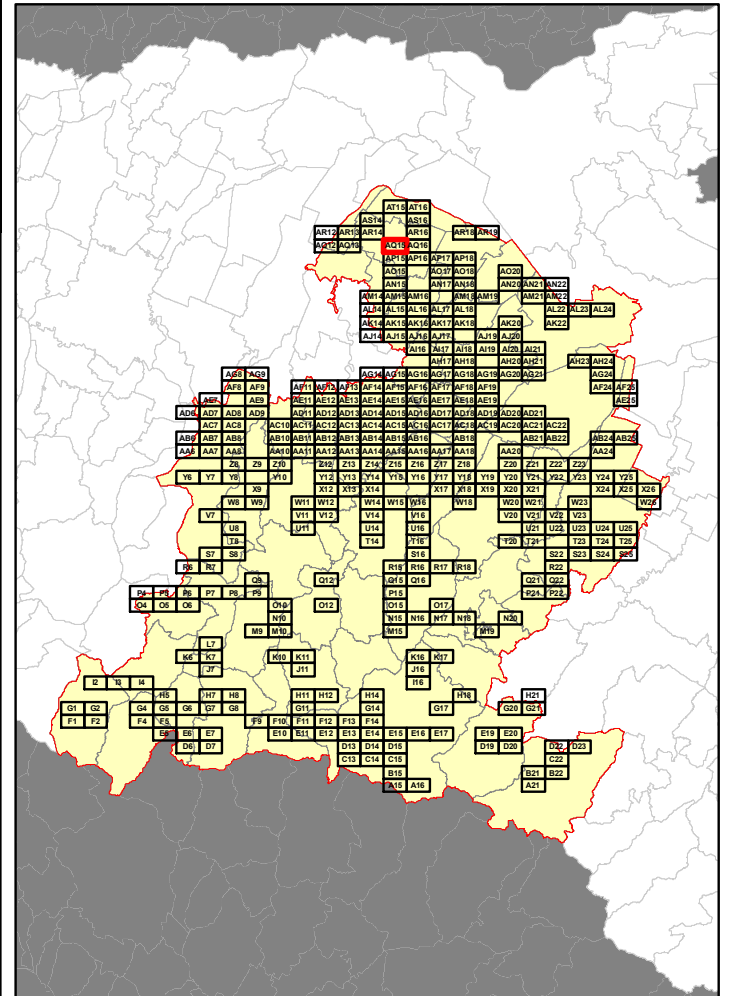 AT15 AT16
AS14 AS16
AR12 AR13 AR14 AR16 AR18 AR19
AQ12 AQ13 AQ15 AQ16
AP15 AP16 AP17 AP18
AO15 AO17 AO18 AO20
AN15 AN17 AN18 AN20 AN21 AN22
AM14 AM15 AM16 AM18 AM19 AM21 AM22
AL14 AL15 AL16 AL17 AL18 AL22 AL23 AL24
AK14 AK15 AK16 AK17 AK18 AK20 AK22
AJ14 AJ15 AJ16 AJ17 AJ19 AJ20
AI16 AI17 AI18 AI19 AI20 AI21
AH17 AH18 AH20 AH21 AH23 AH24
AG8 AG9 AG14 AG15 AG16 AG17 AG18 AG19 AG20 AG21 AG24
AF8 AF9 AF11 AF12 AF13 AF14 AF15 AF16 AF17 AF18 AF19 AF24 AF25
AE7 AE9 AE11 AE12 AE13 AE14 AE15 AE16 AE17 AE18 AE19 AE25
AD6 AD7 AD8 AD9 AD11 AD12 AD13 AD14 AD15 AD16 AD17 AD18 AD19 AD20 AD21
AC7 AC8 AC10 AC11 AC12 AC13 AC14 AC15 AC16 AC17 AC18 AC19 AC20 AC21 AC22
AB6 AB7 AB8 AB10 AB11 AB12 AB13 AB14 AB15 AB16 AB18 AB21 AB22 AB24 AB25
AA6 AA7 AA8 AA10 AA11 AA12 AA13 AA14 AA15 AA16 AA17 AA18 AA20 AA24
Z8 Z9 Z10 Z12 Z13 Z14 Z15 Z16 Z17 Z18 Z20 Z21 Z22 Z23
Y6 Y7 Y8 Y10 Y12 Y13 Y14 Y15 Y16 Y17 Y18 Y19 Y20 Y21 Y22 Y24 Y25
X9 X12 X13 X14 X17 X18 X19 X20 X21 X24 X25 X26
W8 W9 W11 W12 W14 W15 W16 W18 W20 W21 W23 W26
V7 V11 V12 V14 V16 V20 V21 V22 V23
U8 U11 U14 U16 U21 U22 U23 U24 U25
T8 T14 T16 T20 T21 T23 T24 T25
S7 S8 S16 S22 S23 S24 S25
R6 R7 R15 R16 R17 R18 R22
Q9 Q12 Q15 Q16 Q21 Q22
P4 P5 P6 P7 P8 P9 P15 P21 P22
O4 O5 O6 O10 O12 O15 O17
N10 N15 N16 N17 N18 N20
M9 M10 M15 M19
L7
K6 K7 K10 K11 K16 K17
J7 J11 J16
I2 I3 I4 I16
H5 H7 H8 H11 H12 H14 H18 H21
G1 G2 G4 G5 G6 G7 G8 G11 G14 G17 G20 G21
F1 F2 F4 F5 F9 F10 F11 F12 F13 F14
E5 E6 E7 E10 E11 E12 E13 E14 E15 E16 E17 E19 E20
D6 D7 D13 D14 D15 D19 D20 D22 D23
C13 C14 C15 C22
B15 B21 B22
A15 A16 A21